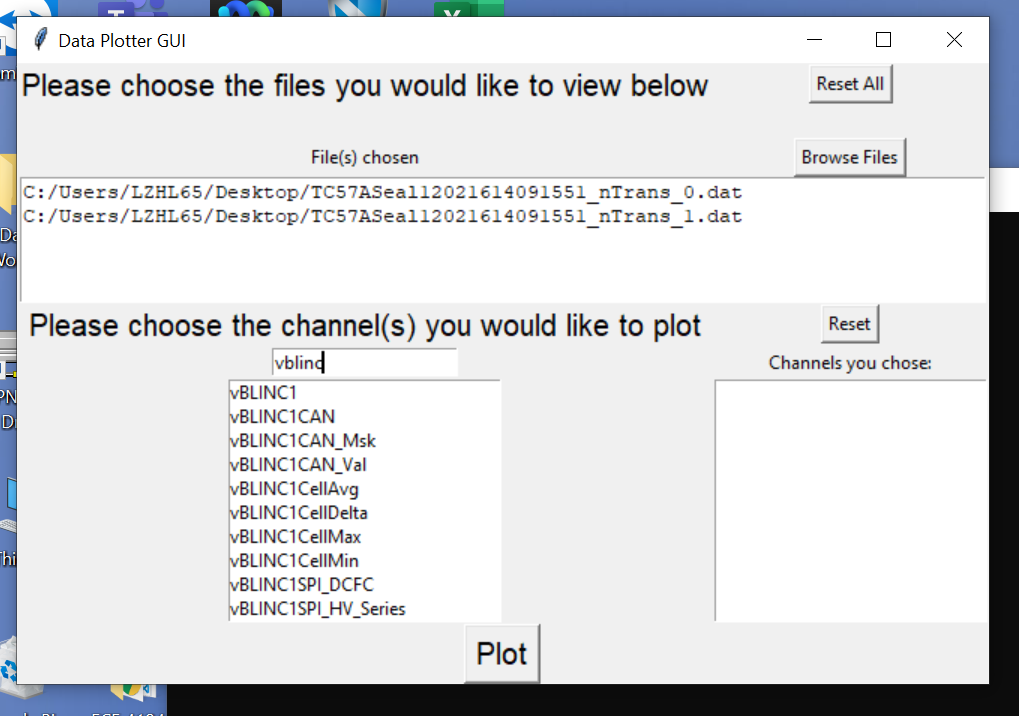 Data Plotter GUI
Please choose the files you would like to view below
Reset All
File(s) chosen
Browse Files
C:/Users/LZHL65/Desktop/TC57ASeal12021614091551_nTrans_0.dat
C:/Users/LZHL65/Desktop/TC57ASeal12021614091551_nTrans_1.dat
Please choose the channel(s) you would like to plot
Reset
vblinc
Channels you chose:
vBLINC1
vBLINC1CAN
vBLINC1CAN_Msk
vBLINC1CAN_Val
vBLINC1CellAvg
vBLINC1CellDelta
vBLINC1CellMax
vBLINC1CellMin
vBLINC1SPI_DCFC
vBLINC1SPI_HV_Series
Plot